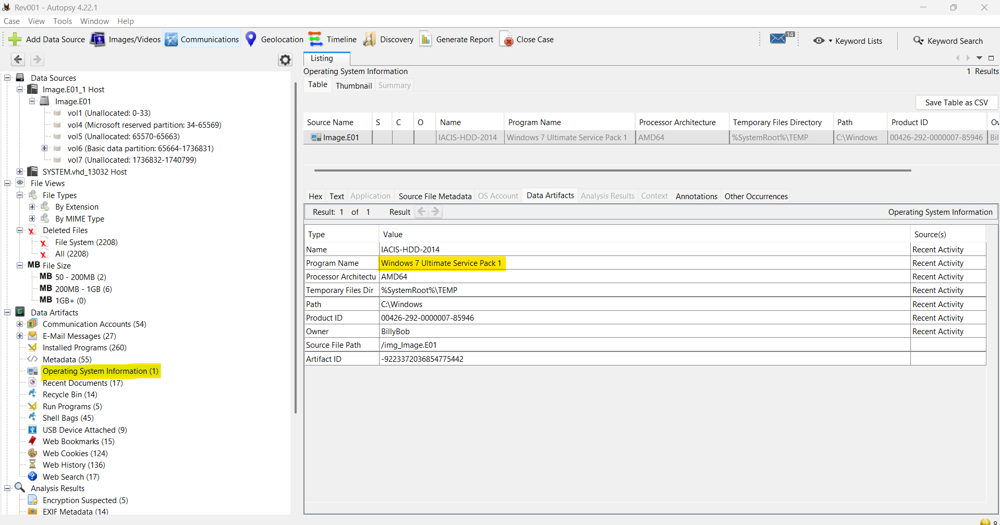 Rev001 - Autopsy 4.22.1
Case View Tools Window Help
Add Data Source Images/Videos Communications Geolocation Timeline Discovery Generate Report Close Case 14 Keyword Lists Keyword Search
Listing
Operating System Information
1 Results
Table Thumbnail Summary
Save Table as CSV
Source Name S C O Name Program Name Processor Architecture Temporary Files Directory Path Product ID Ov
Image.E01 IACIS-HDD-2014 Windows 7 Ultimate Service Pack 1 AMD64 %SystemRoot%\TEMP C:\Windows 00426-292-0000007-85946 Bil
Data Sources
Image.E01_1 Host
Image.E01
vol1 (Unallocated: 0-33)
vol4 (Microsoft reserved partition: 34-65569)
vol5 (Unallocated: 65570-65663)
vol6 (Basic data partition: 65664-1736831)
vol7 (Unallocated: 1736832-1740799)
SYSTEM.vhd_13032 Host
File Views
File Types
By Extension
By MIME Type
Deleted Files
File System (2208)
All (2208)
MB File Size
MB 50 - 200MB (2)
MB 200MB - 1GB (6)
MB 1GB+ (0)
Data Artifacts
Communication Accounts (54)
E-Mail Messages (27)
Installed Programs (260)
Metadata (55)
Operating System Information (1)
Recent Documents (17)
Recycle Bin (14)
Run Programs (5)
Shell Bags (45)
USB Device Attached (9)
Web Bookmarks (15)
Web Cookies (124)
Web History (136)
Web Search (17)
Analysis Results
Encryption Suspected (5)
EXIF Metadata (14)
Hex Text Application Source File Metadata OS Account Data Artifacts Analysis Results Context Annotations Other Occurrences
Result: 1 of 1 Result Operating System Information
Type Value Source(s)
Name IACIS-HDD-2014 Recent Activity
Program Name Windows 7 Ultimate Service Pack 1 Recent Activity
Processor Architectu AMD64 Recent Activity
Temporary Files Dir %SystemRoot%\TEMP Recent Activity
Path C:\Windows Recent Activity
Product ID 00426-292-0000007-85946 Recent Activity
Owner BillyBob Recent Activity
Source File Path /img_Image.E01
Artifact ID -9223372036854775442
8